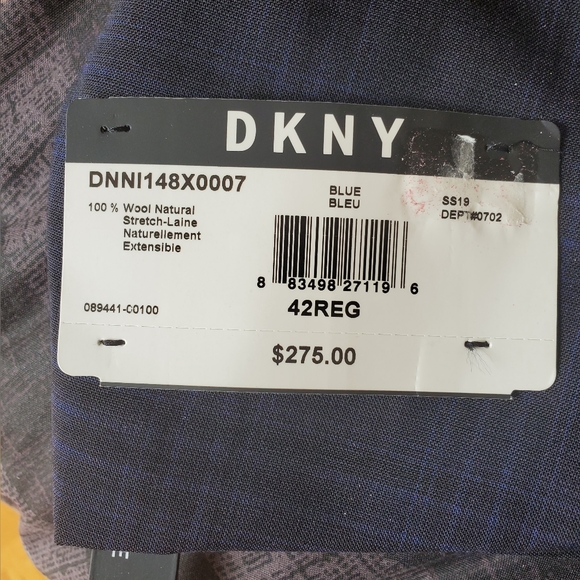 DKNY
DNNI148X0007
BLUE
BLEU
SS19
DEPT#0702
100 % Wool Natural
Stretch-Laine
Naturellement
Extensible
8 83498 27119 6
089441-00100
42REG
$275.00